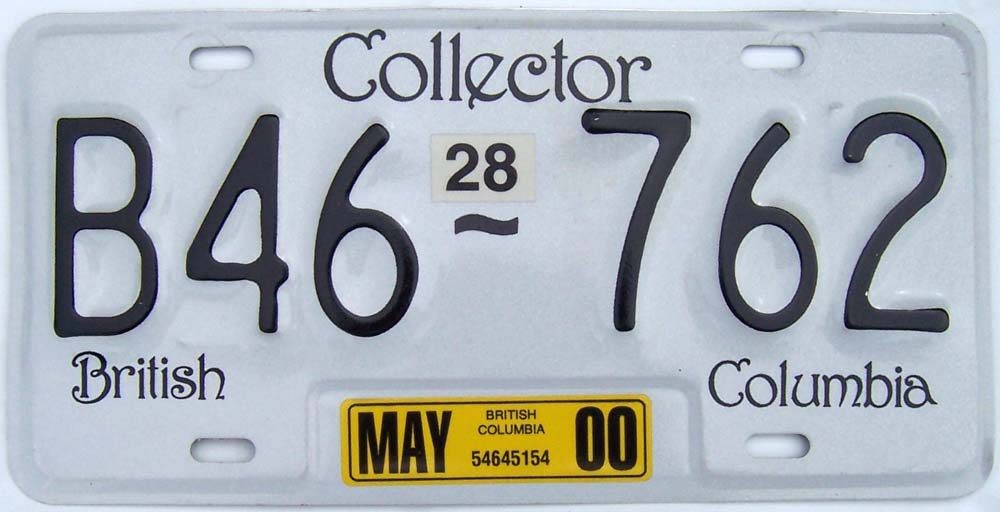 Collector
B46 28 ~ 762
British Columbia
MAY BRITISH COLUMBIA 54645154 00